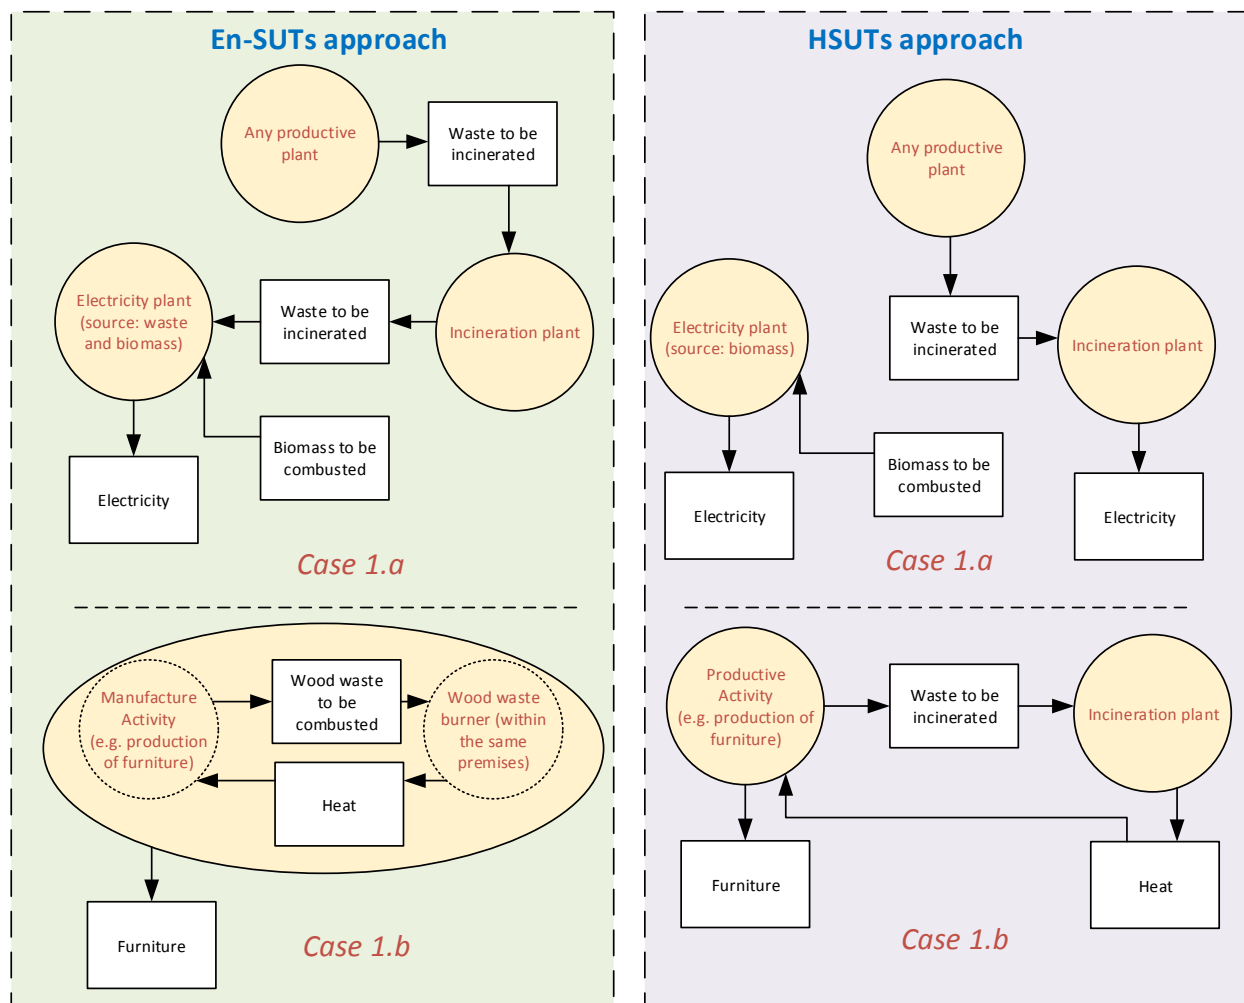 En-SUTs approach
Any productive
plant
Waste to be
incinerated
Electricity plant
(source: waste
and biomass)
Waste to be
incinerated
Incineration plant
Biomass to be
combusted
Electricity
Case 1.a
Manufacture
Activity
(e.g. production
of furniture)
Wood waste
to be
combusted
Wood waste
burner (within
the same
premises)
Heat
Furniture
Case 1.b
HSUTs approach
Any productive
plant
Electricity plant
(source: biomass)
Waste to be
incinerated
Incineration plant
Biomass to be
combusted
Electricity
Electricity
Case 1.a
Productive
Activity
(e.g. production of
furniture)
Waste to be
incinerated
Incineration plant
Furniture
Heat
Case 1.b